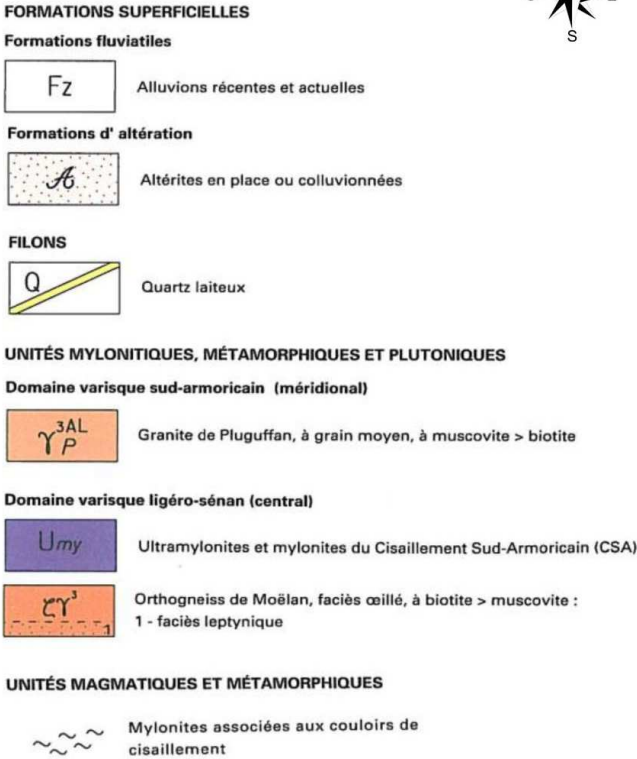 S
FORMATIONS SUPERFICIELLES
Formations fluviatiles
Fz
Alluvions récentes et actuelles
Formations d' altération
A
Altérites en place ou colluvionnées
FILONS
Q
Quartz laiteux
UNITÉS MYLONITIQUES, MÉTAMORPHIQUES ET PLUTONIQUES
Domaine varisque sud-armoricain (méridional)
γ 3AL P
Granite de Pluguffan, à grain moyen, à muscovite > biotite
Domaine varisque ligéro-sénan (central)
Umy
Ultramylonites et mylonites du Cisaillement Sud-Armoricain (CSA)
ζγ³
1
Orthogneiss de Moëlan, faciès œillé, à biotite > muscovite :
1 - faciès leptynique
UNITÉS MAGMATIQUES ET MÉTAMORPHIQUES
Mylonites associées aux couloirs de
cisaillement